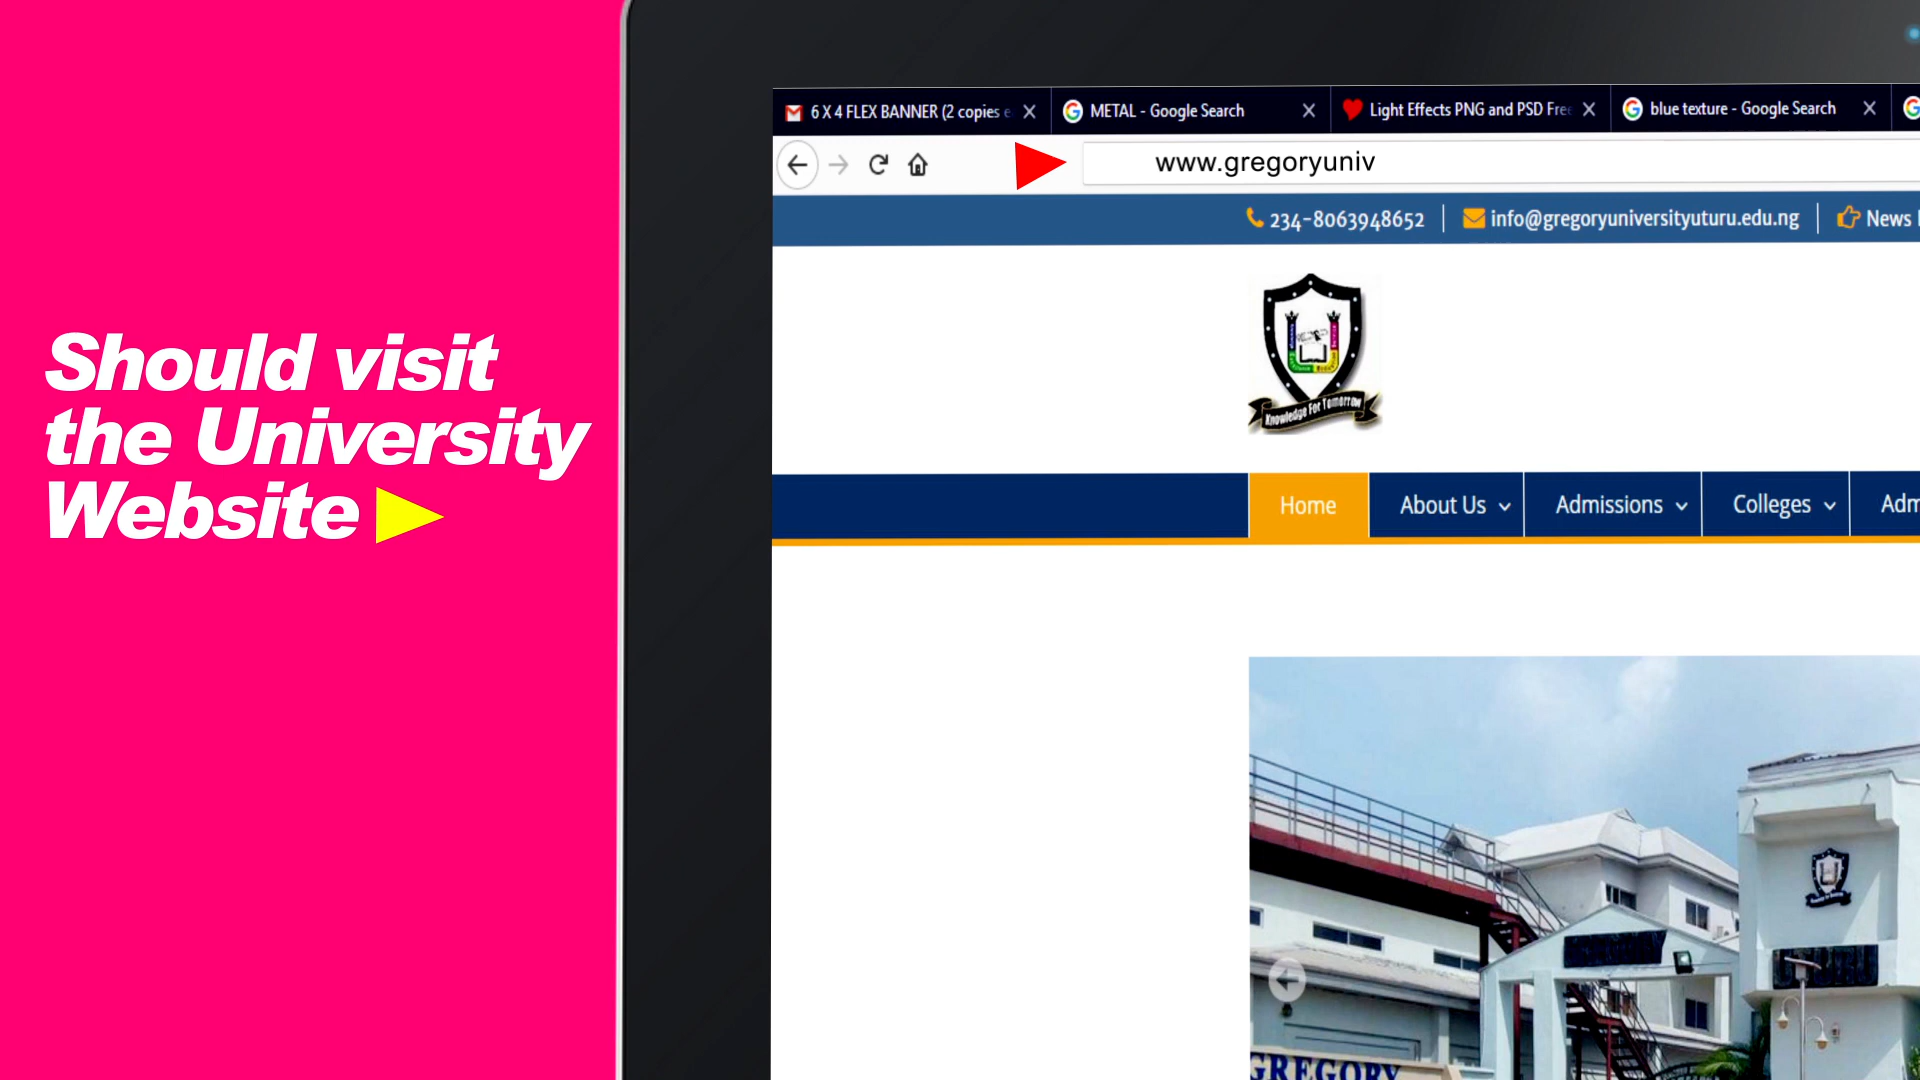 Should visit
the University
Website
6 X 4 FLEX BANNER (2 copies e
METAL - Google Search
Light Effects PNG and PSD Free
blue texture - Google Search
www.gregoryuniv
234-8063948652
info@gregoryuniversityuturu.edu.ng
News
Knowledge For Tomorrow
Home
About Us
Admissions
Colleges
Adm
GREGORY